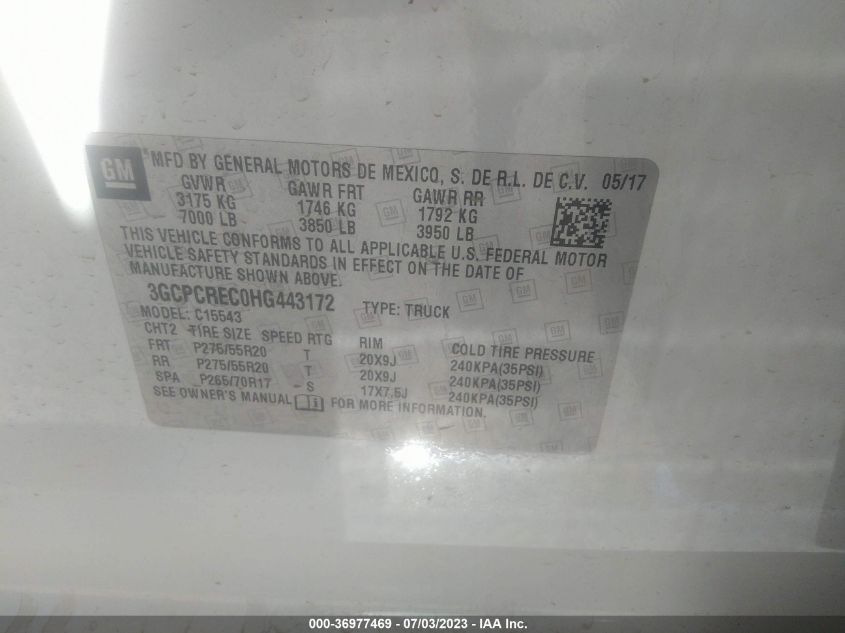 GM MFD BY GENERAL MOTORS DE MEXICO, S. DE R.L. DE C.V. 05/17
GVWR GAWR FRT GAWR RR
3175 KG 1746 KG 1792 KG
7000 LB 3850 LB 3950 LB
THIS VEHICLE CONFORMS TO ALL APPLICABLE U.S. FEDERAL MOTOR
VEHICLE SAFETY STANDARDS IN EFFECT ON THE DATE OF
MANUFACTURE SHOWN ABOVE.
3GCPCREC0HG443172 TYPE: TRUCK
MODEL: C15543
CHT2 TIRE SIZE SPEED RTG RIM COLD TIRE PRESSURE
FRT P275/55R20 T 20X9J 240KPA(35PSI)
RR P275/55R20 T 20X9J 240KPA(35PSI)
SPA P265/70R17 S 17X7.5J 240KPA(35PSI)
SEE OWNER'S MANUAL FOR MORE INFORMATION.
000-36977469 - 07/03/2023 - IAA Inc.